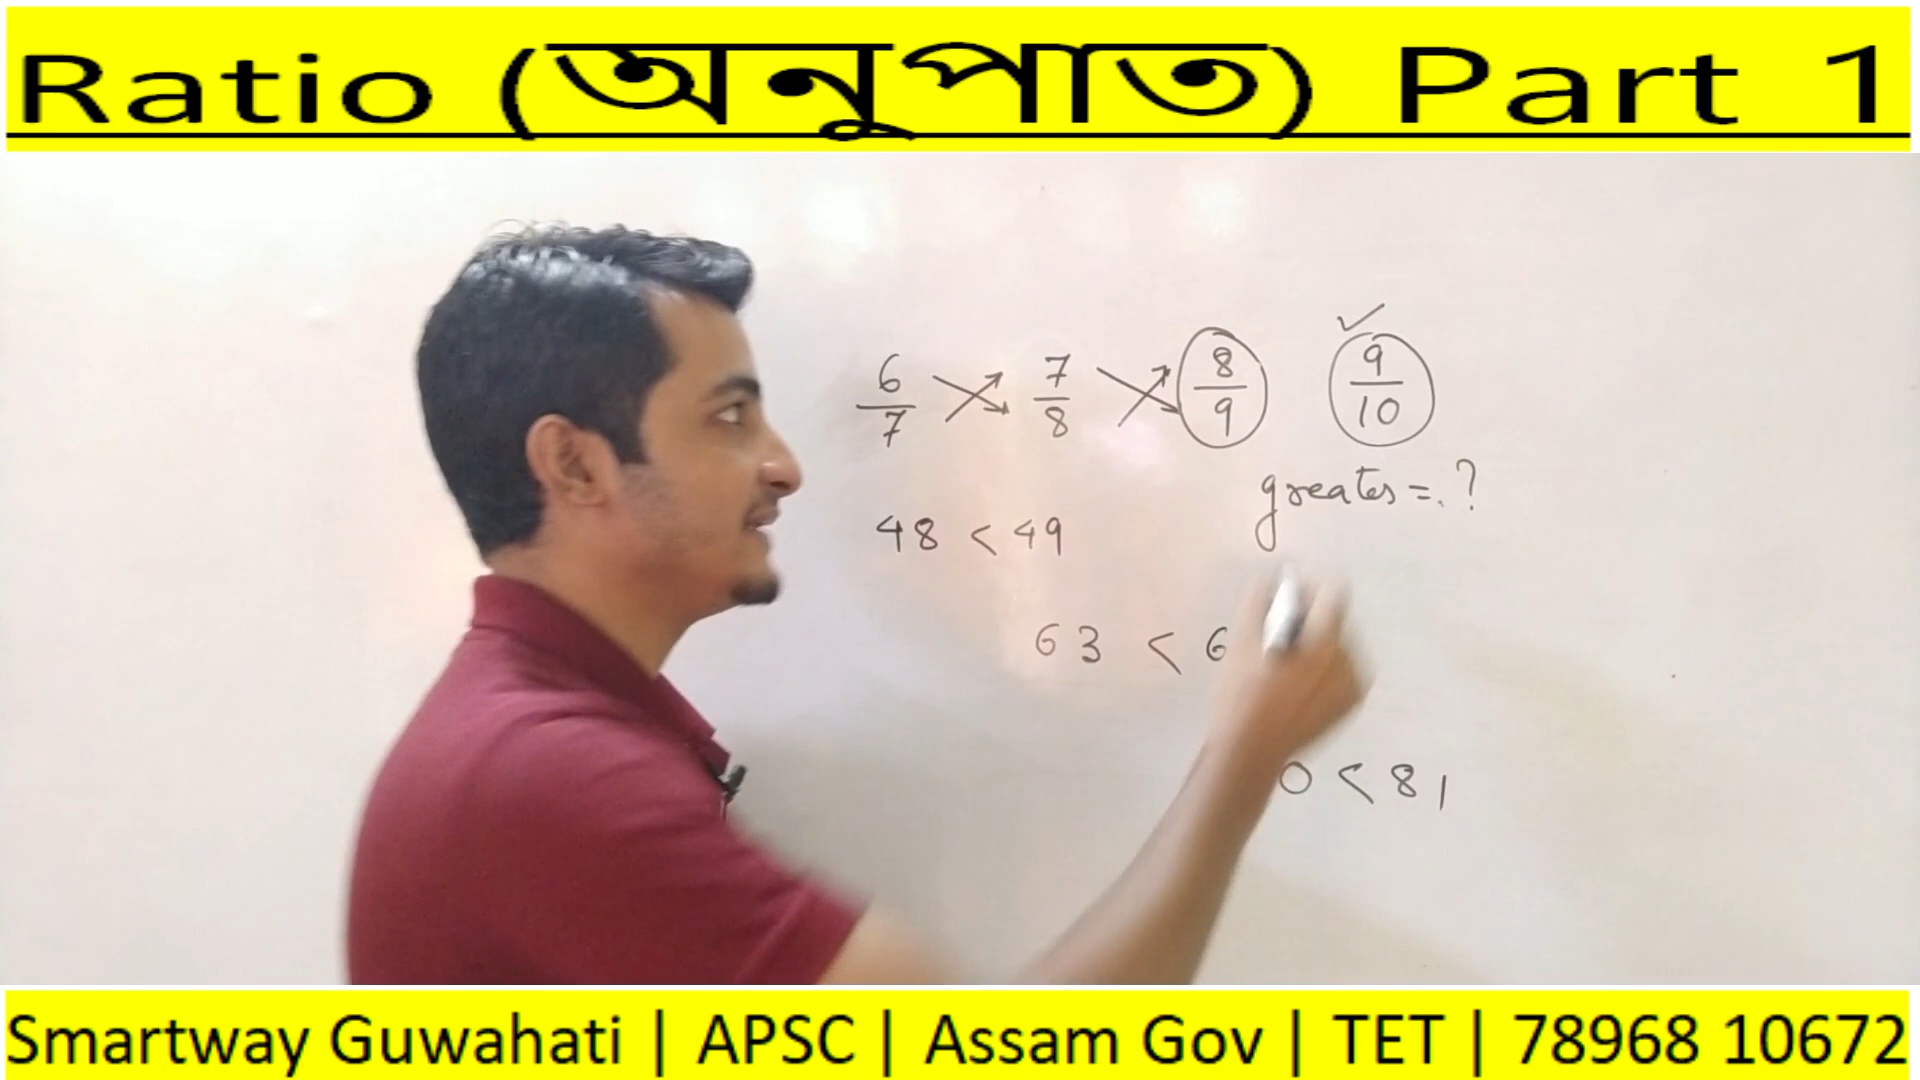 Ratio (অনুপাত) Part 1
6/7 7/8 8/9 ✓ 9/10
greates = . ?
48 < 49
63 < 6
0 < 81
Smartway Guwahati | APSC | Assam Gov | TET | 78968 10672